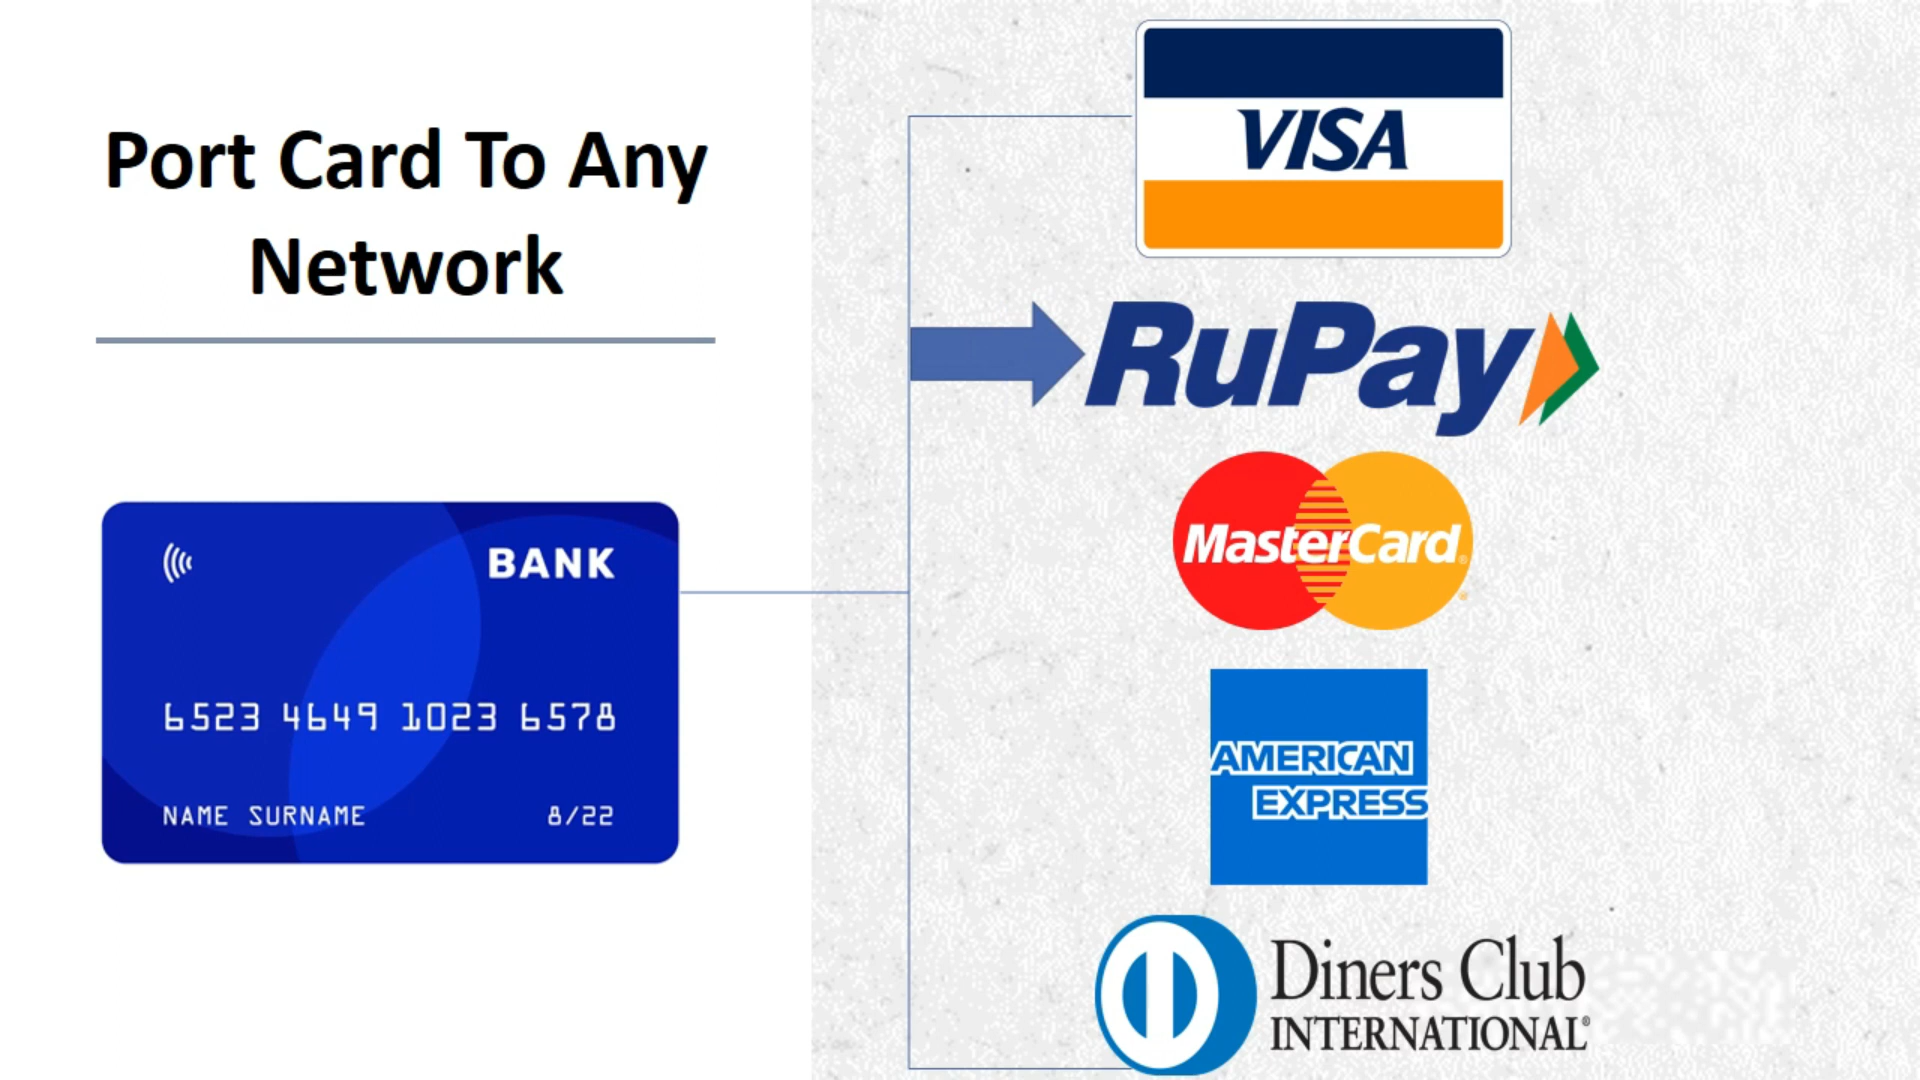 Port Card To Any
Network
BANK
6523 4649 1023 6578
NAME SURNAME 8/22
VISA
RuPay
MasterCard®
AMERICAN
EXPRESS
Diners Club
INTERNATIONAL®